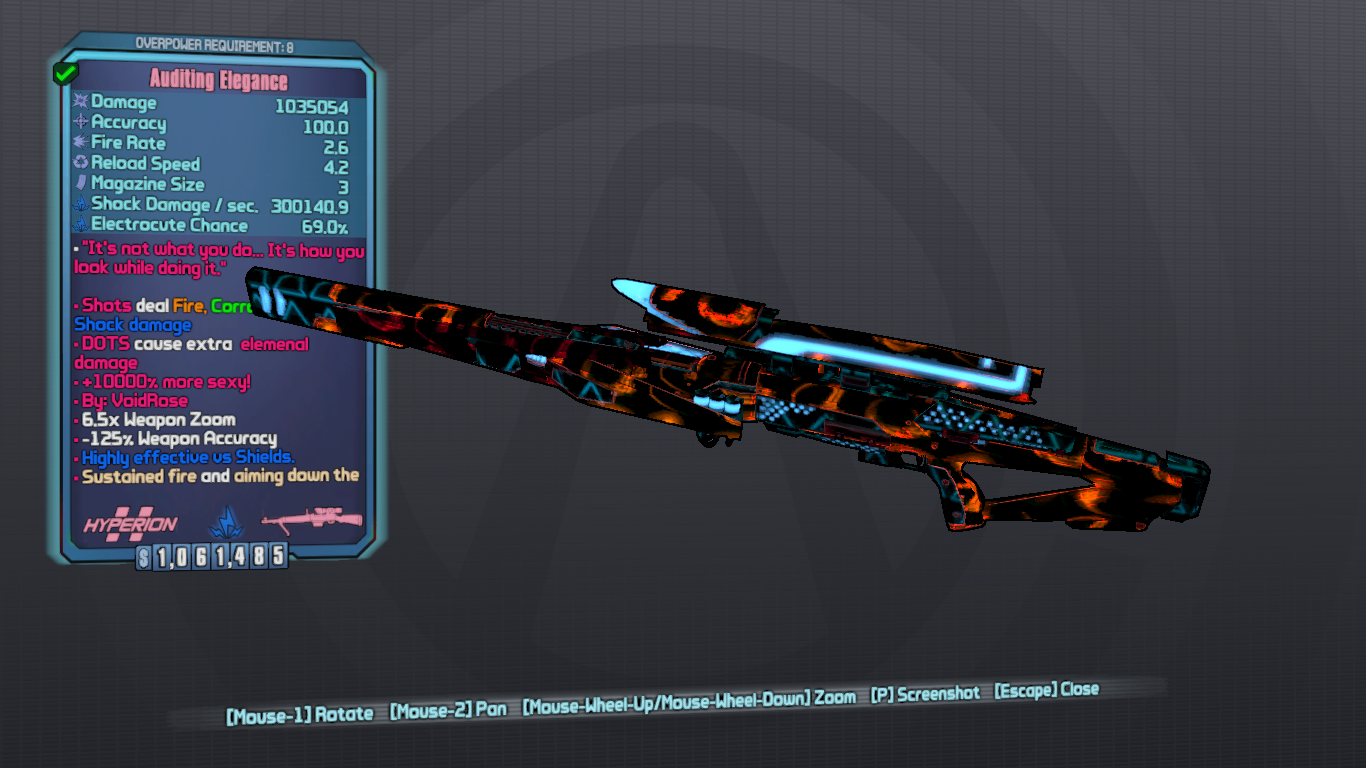 OVERPOWER REQUIREMENT: 8
Auditing Elegance
Damage 1035054
Accuracy 100.0
Fire Rate 2.6
Reload Speed 4.2
Magazine Size 3
Shock Damage / sec. 300140.9
Electrocute Chance 69.0%
• "It's not what you do... It's how you
look while doing it."
• Shots deal Fire,
Shock damage
• DOTS cause extra elemenal
damage
• +10000% more sexy!
• By: VoidRose
• 6.5x Weapon Zoom
• -125% Weapon Accuracy
• Highly effective vs Shields.
• Sustained fire and aiming down the
HYPERION
$1,061,485
[Mouse-1] Rotate [Mouse-2] Pan [Mouse-Wheel-Up/Mouse-Wheel-Down] Zoom [P] Screenshot [Escape] Close